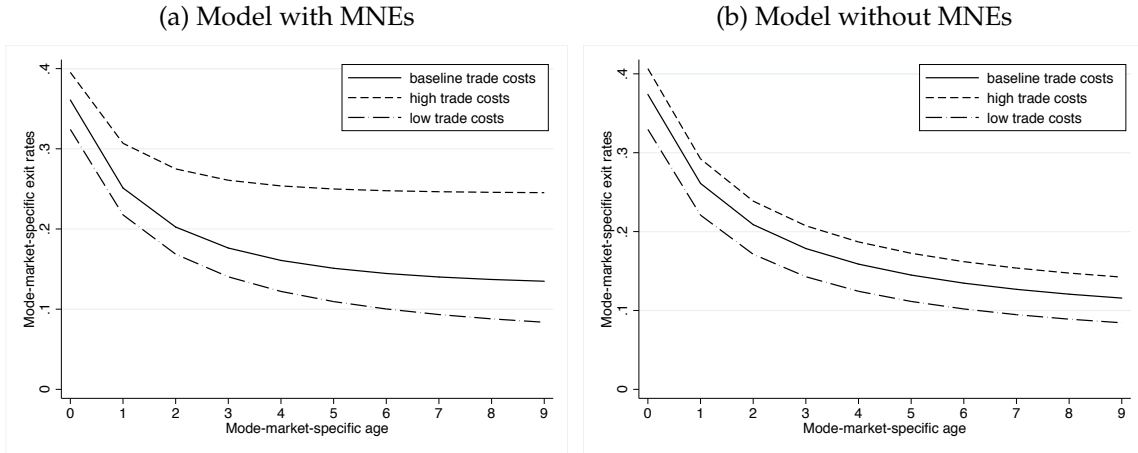 (a) Model with MNEs
baseline trade costs
high trade costs
low trade costs
Mode-market-specific exit rates
.4
.3
.2
.1
0
0 1 2 3 4 5 6 7 8 9
Mode-market-specific age
(b) Model without MNEs
baseline trade costs
high trade costs
low trade costs
Mode-market-specific exit rates
.4
.3
.2
.1
0
0 1 2 3 4 5 6 7 8 9
Mode-market-specific age